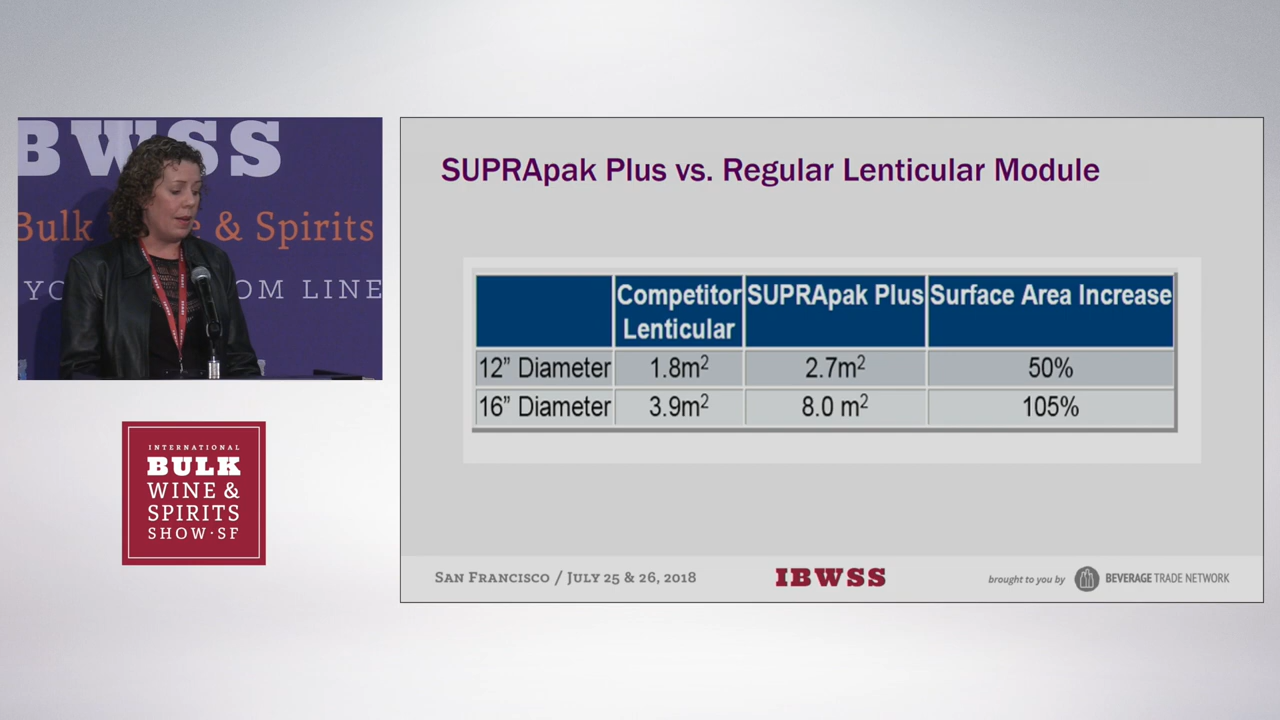 BWSS
Bulk & Spirits
YO OM LINE
INTERNATIONAL
BULK
WINE &
SPIRITS
SHOW·SF
SUPRApak Plus vs. Regular Lenticular Module
Competitor Lenticular SUPRApak Plus Surface Area Increase
12” Diameter 1.8m² 2.7m² 50%
16” Diameter 3.9m² 8.0 m² 105%
SAN FRANCISCO / JULY 25 & 26, 2018
IBWSS
brought to you by BEVERAGE TRADE NETWORK